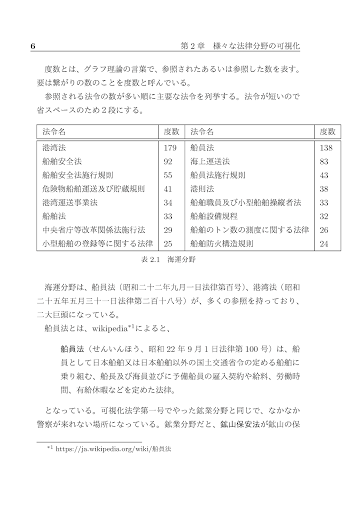 6 第 2 章 様々な法律分野の可視化
度数とは、グラフ理論の言葉で、参照されたあるいは参照した数を表す。
要は繋がりの数のことを度数と呼んでいる。
参照される法令の数が多い順に主要な法令を列挙する。法令が短いので
省スペースのため 2 段にする。
法令名 度数 法令名 度数
港湾法 179 船員法 138
船舶安全法 92 海上運送法 83
船舶安全法施行規則 55 船員法施行規則 43
危険物船舶運送及び貯蔵規則 41 港則法 38
港湾運送事業法 34 船舶職員及び小型船舶操縦者法 33
船舶法 33 船舶設備規程 32
中央省庁等改革関係法施行法 29 船舶のトン数の測度に関する法律 26
小型船舶の登録等に関する法律 25 船舶防火構造規則 24
表 2.1 海運分野
海運分野は、船員法（昭和二十二年九月一日法律第百号）、港湾法（昭和
二十五年五月三十一日法律第二百十八号）が、多くの参照を持っており、
二大巨頭になっている。
船員法とは、wikipedia*1によると、
船員法（せんいんほう、昭和 22 年 9 月 1 日法律第 100 号）は、船
員として日本船舶又は日本船舶以外の国土交通省令の定める船舶に
乗り組む、船長及び海員並びに予備船員の雇入契約や給料、労働時
間、有給休暇などを定めた法律。
となっている。可視化法学第一号でやった鉱業分野と同じで、なかなか
警察が来れない場所になっている。鉱業分野だと、鉱山保安法が鉱山の保
*1 https://ja.wikipedia.org/wiki/船員法